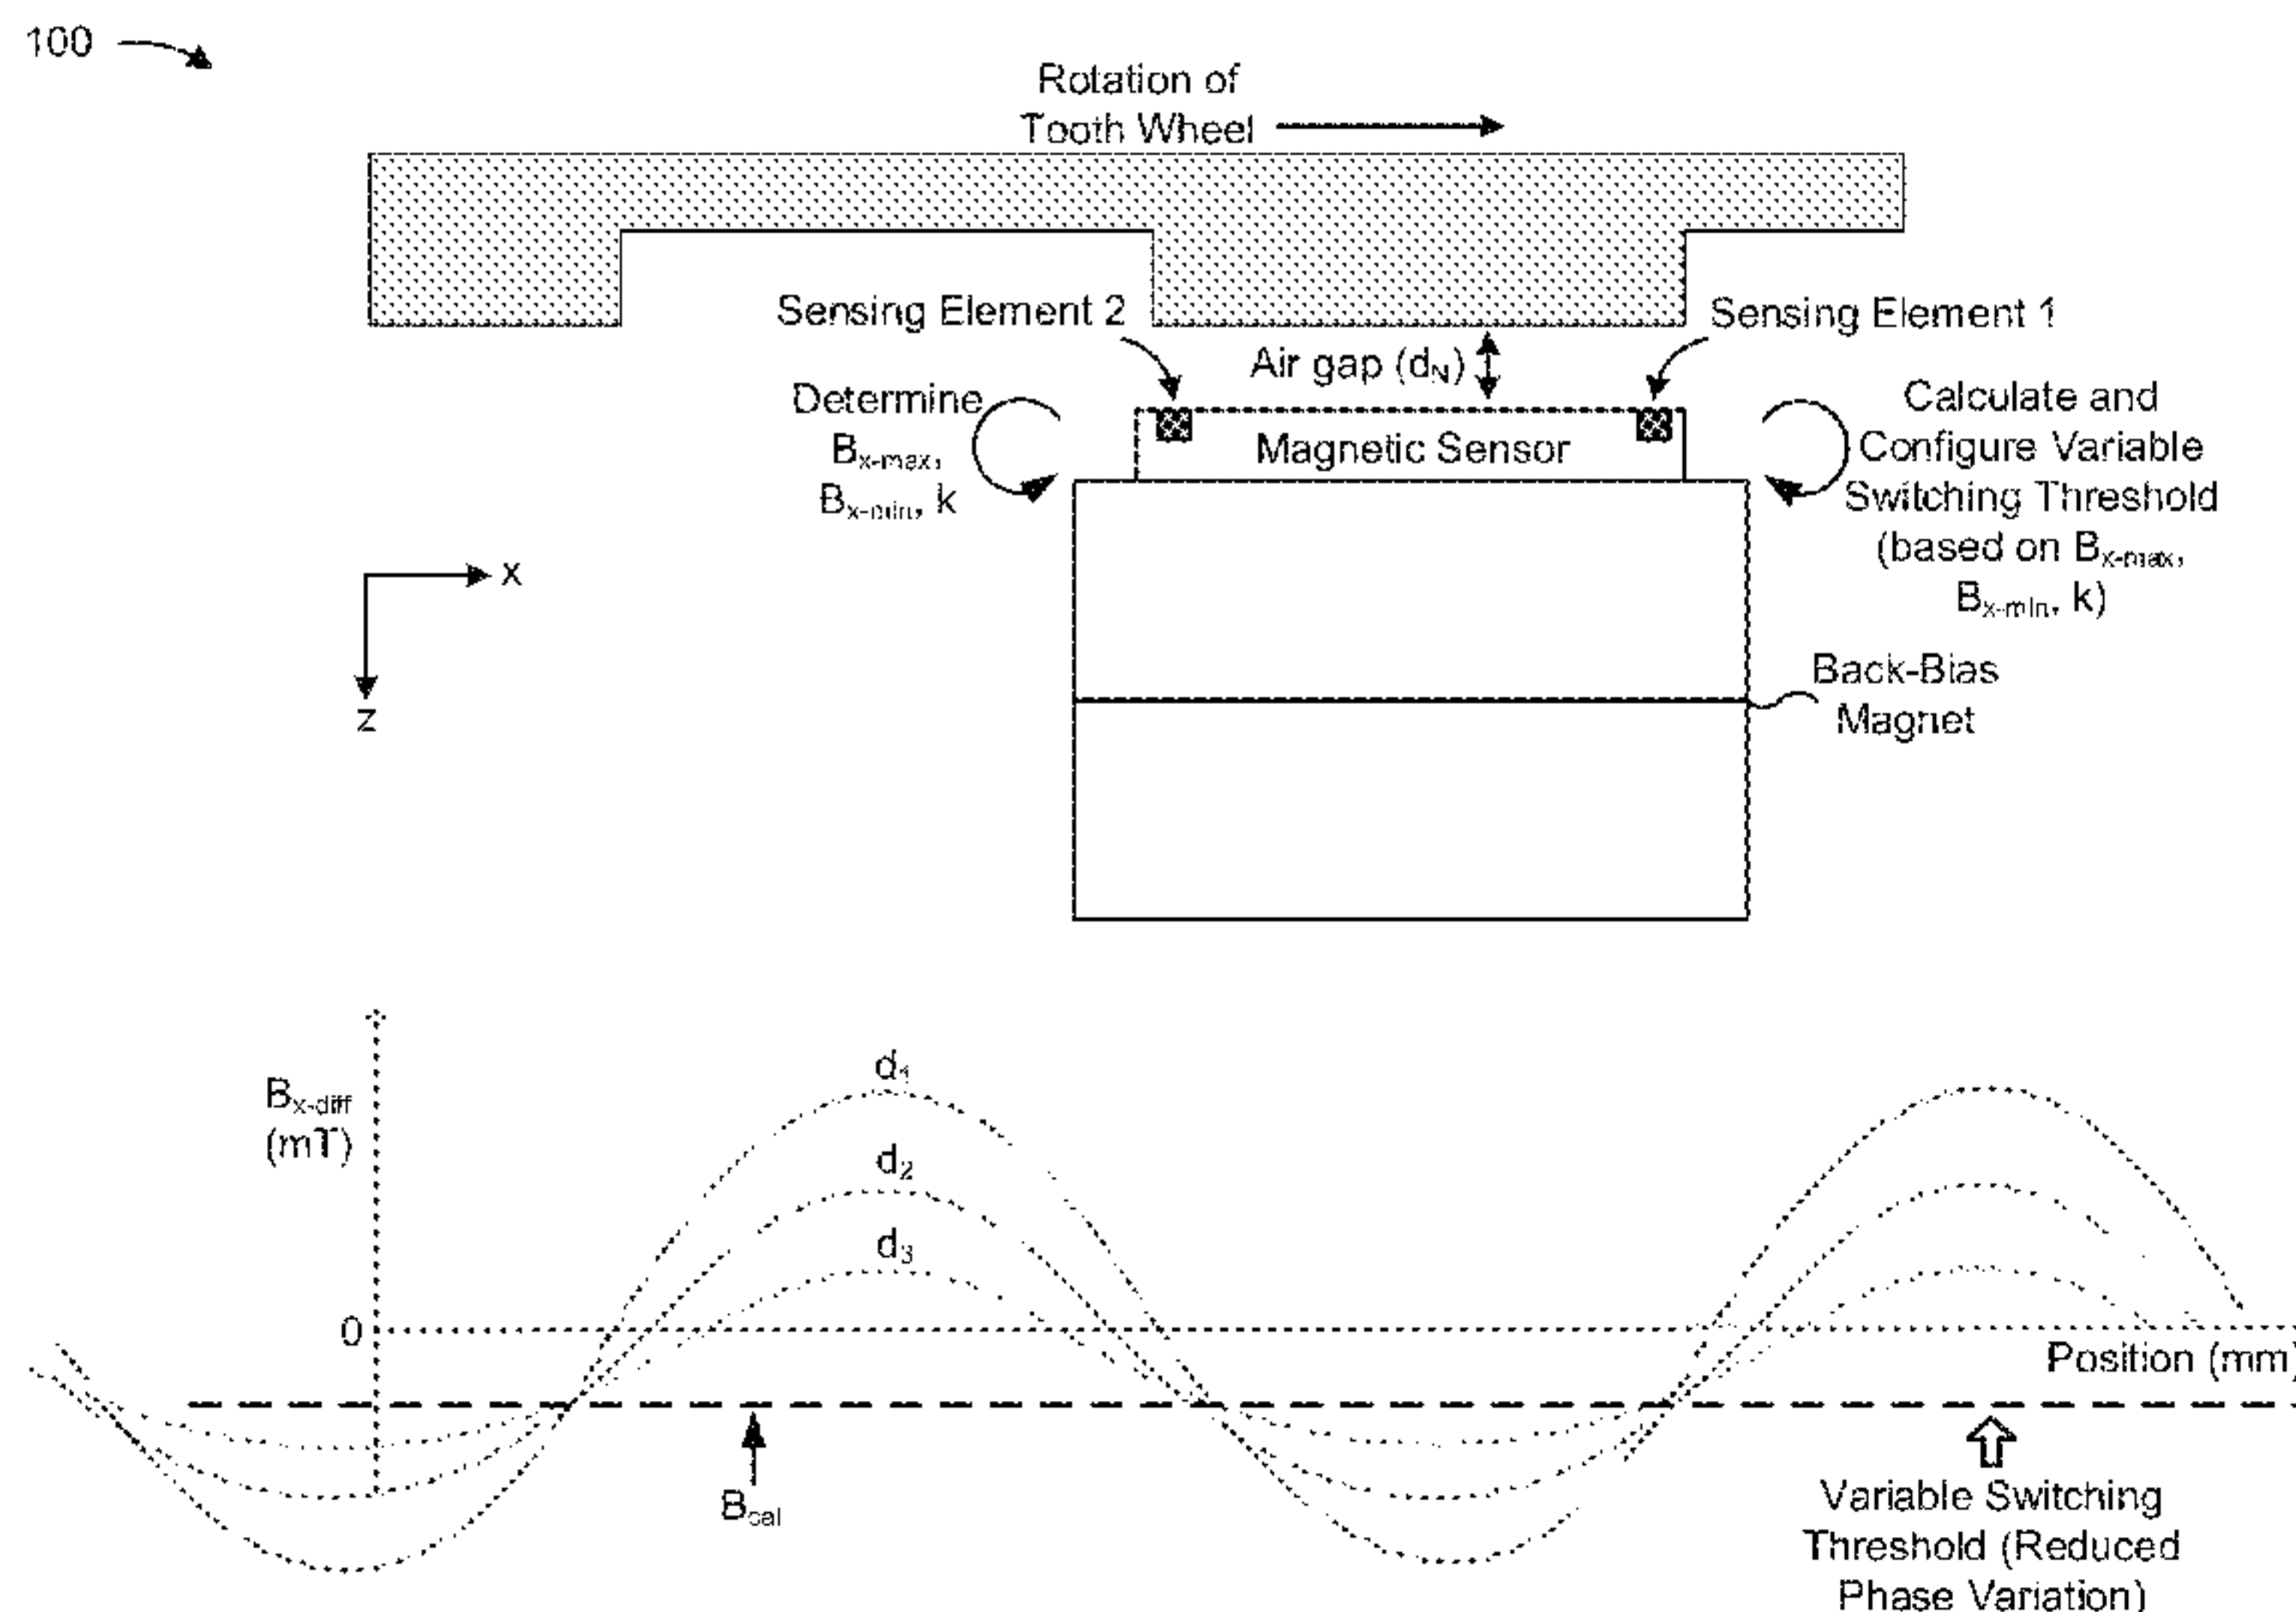 100
Rotation of
Tooth Wheel
Sensing Element 2
Sensing Element 1
Air gap (dN)
Determine
Bx-max,
Bx-min, k
Magnetic Sensor
Calculate and
Configure Variable
Switching Threshold
(based on Bx-max,
Bx-min, k)
x
z
Back-Bias
Magnet
Bx-diff
(mT)
d1
d2
d3
0
Position (mm)
Bcal
Variable Switching
Threshold (Reduced
Phase Variation)